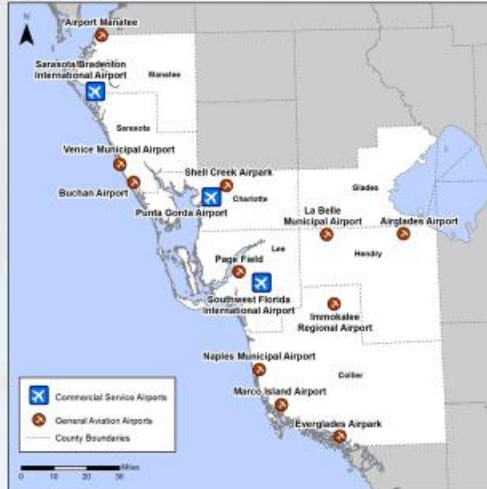 N
Airport Manatee
Sarasota/Bradenton
International Airport
Manatee
Sarasota
Venice Municipal Airport
Buchan Airport
Shell Creek Airpark
Charlotte
Punta Gorda Airport
Glades
La Belle
Municipal Airport
Airglades Airport
Hendry
Lee
Page Field
Southwest Florida
International Airport
Immokalee
Regional Airport
Naples Municipal Airport
Collier
Marco Island Airport
Everglades Airpark
Commercial Service Airports
General Aviation Airports
County Boundaries
Miles
0 10 20 30